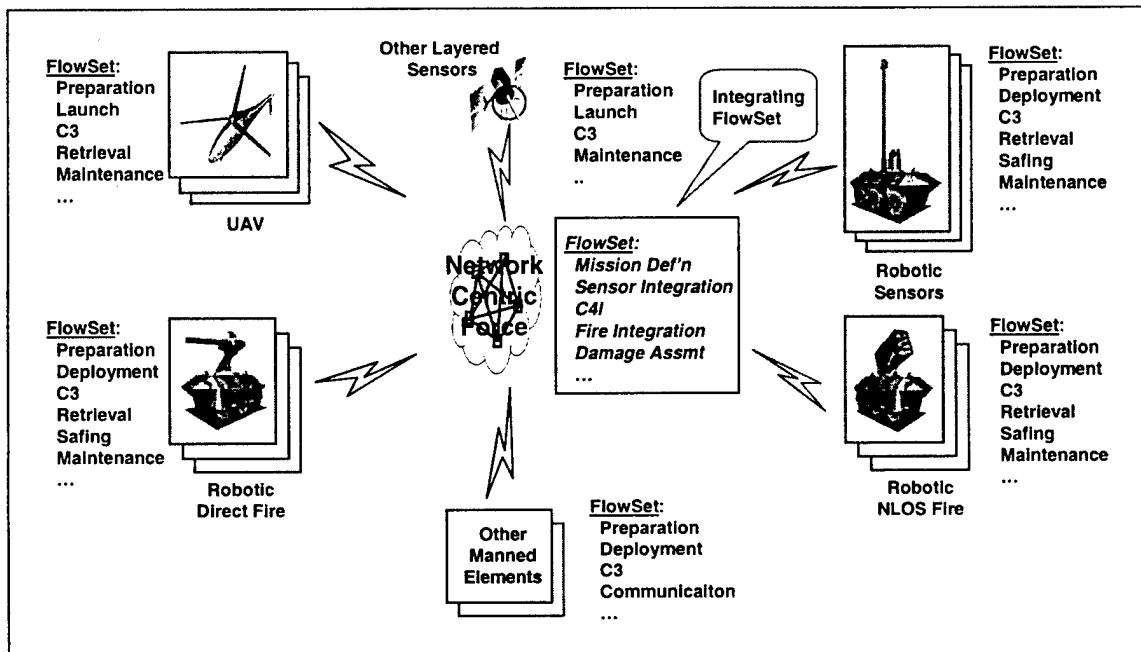 FlowSet:
Preparation
Launch
C3
Retrieval
Maintenance
...
UAV
Other Layered
Sensors
FlowSet:
Preparation
Launch
C3
Maintenance
..
Integrating
FlowSet
FlowSet:
Preparation
Deployment
C3
Retrieval
Safing
Maintenance
...
Robotic
Sensors
Network
Centric
Force
FlowSet:
Mission Def'n
Sensor Integration
C4I
Fire Integration
Damage Assmt
...
FlowSet:
Preparation
Deployment
C3
Retrieval
Safing
Maintenance
...
Robotic
Direct Fire
FlowSet:
Preparation
Deployment
C3
Retrieval
Safing
Maintenance
...
Robotic
NLOS Fire
Other
Manned
Elements
FlowSet:
Preparation
Deployment
C3
Communicaiton
...